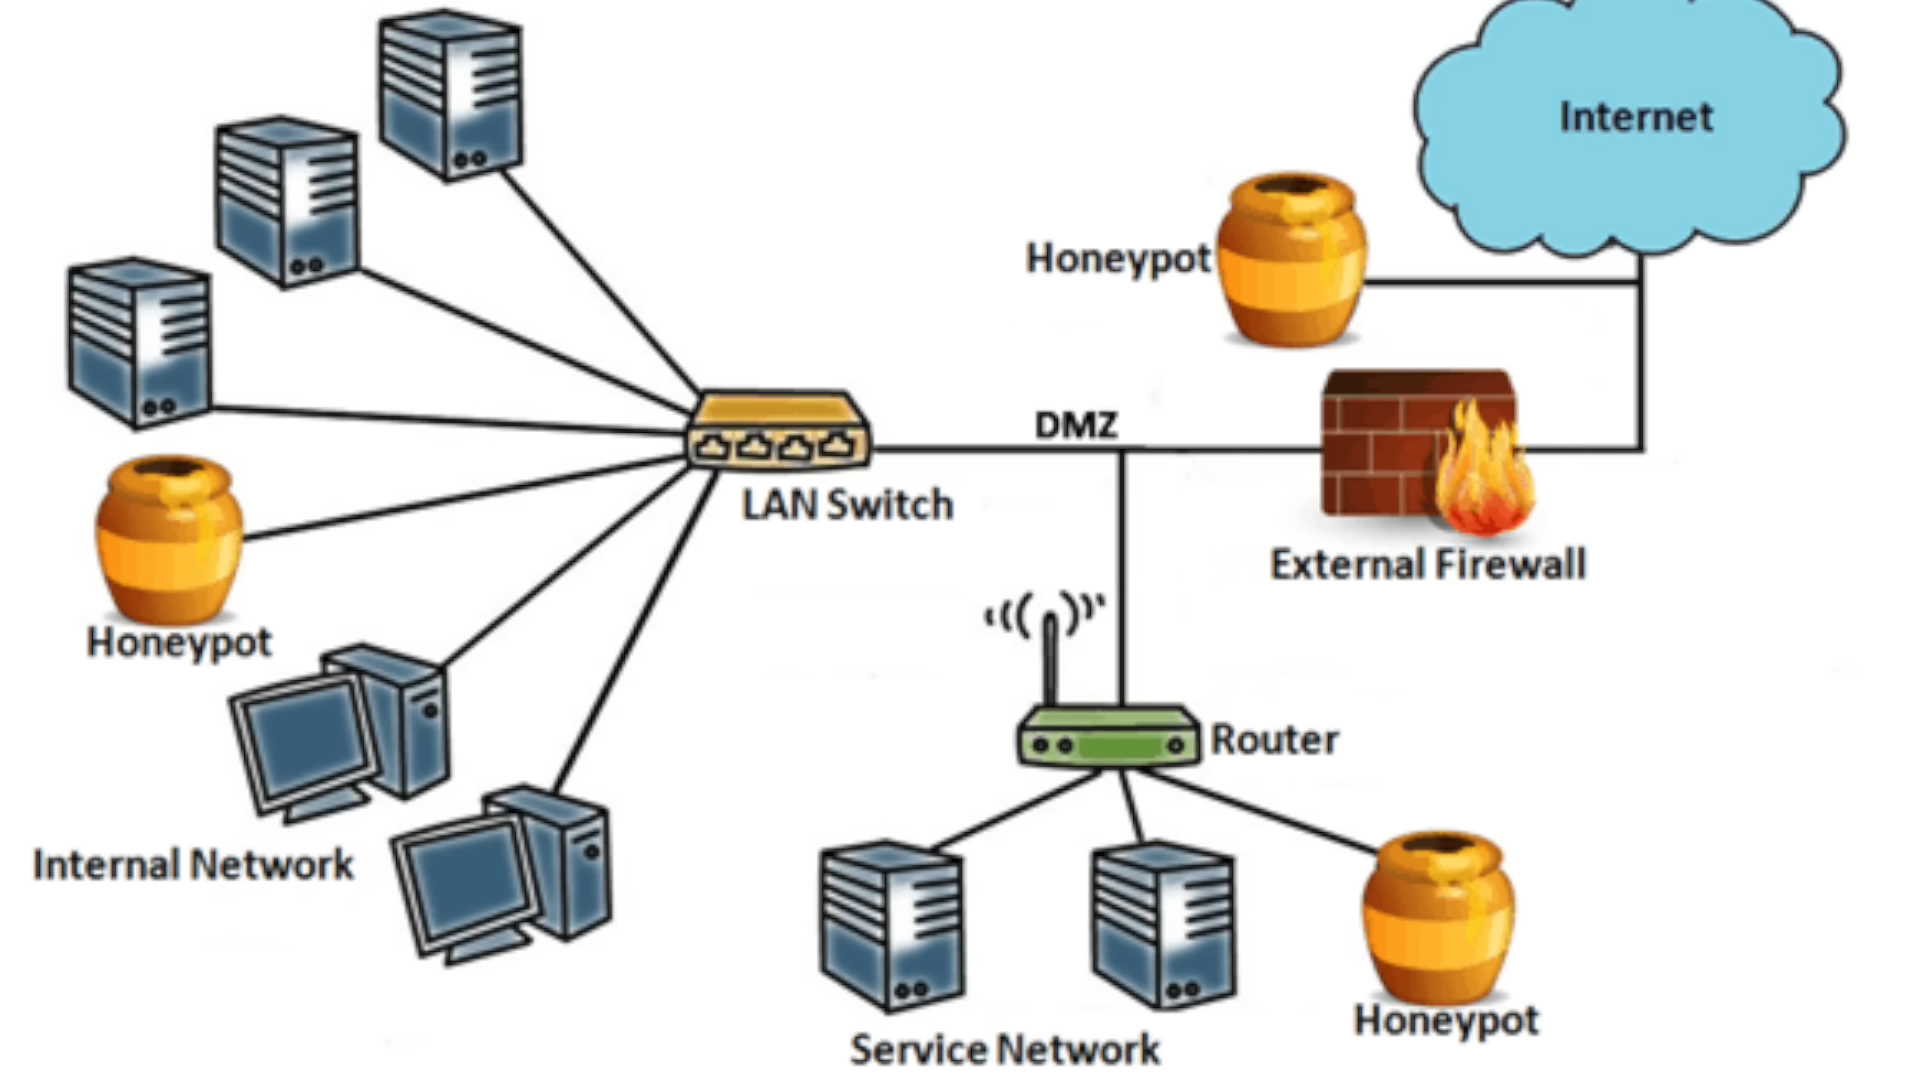 Internet
Honeypot
DMZ
LAN Switch
External Firewall
Honeypot
Router
Internal Network
Honeypot
Service Network